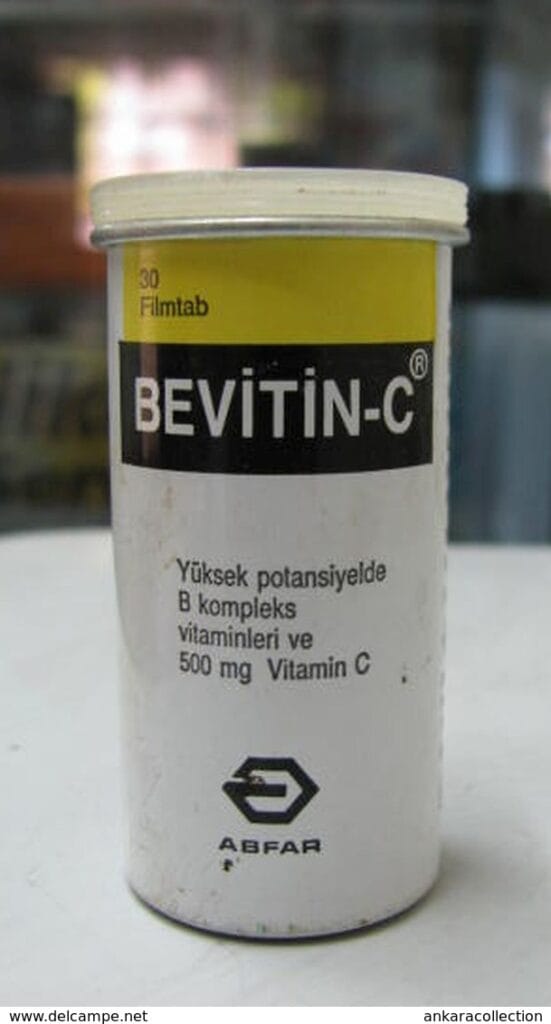 30
Filmtab
BEVİTİN-C®
Yüksek potansiyelde
B kompleks
vitaminleri ve
500 mg Vitamin C
ABFAR
www.delcampe.net
ankaracollection